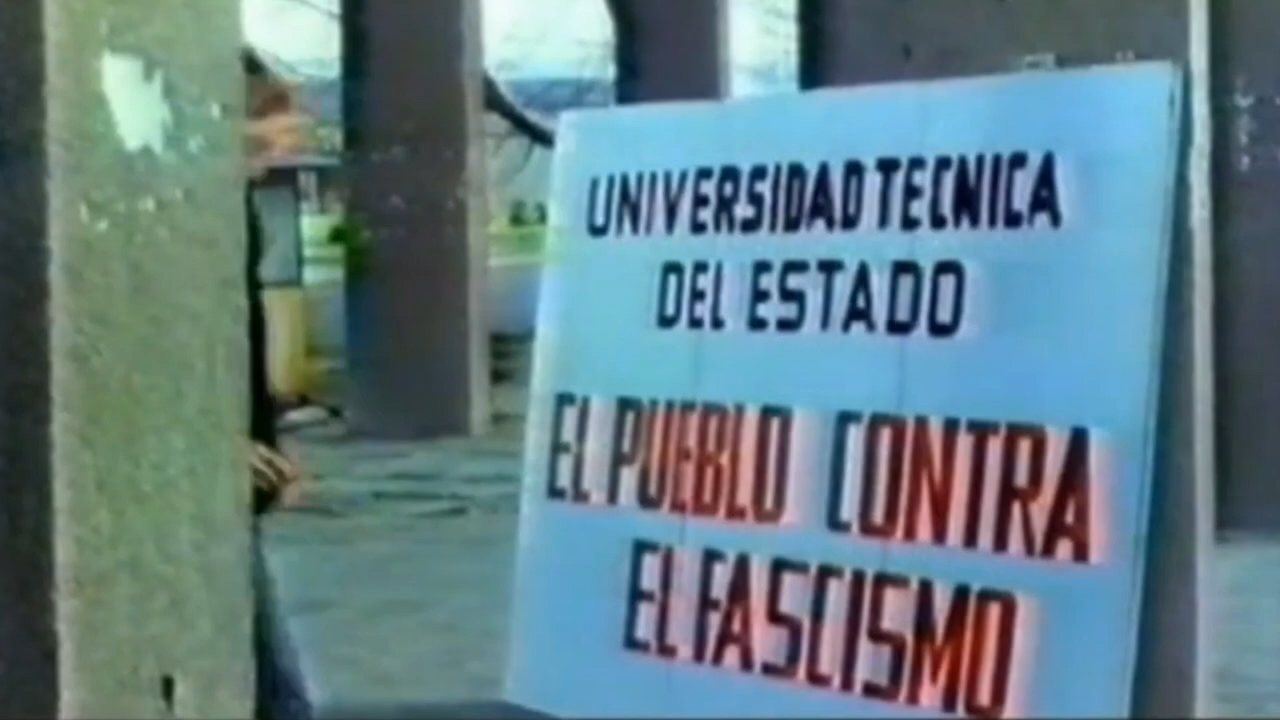 UNIVERSIDAD TECNICA
DEL ESTADO
EL PUEBLO CONTRA
EL FASCISMO